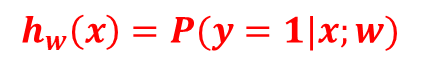 h_w(x) = P(y = 1|x; w)